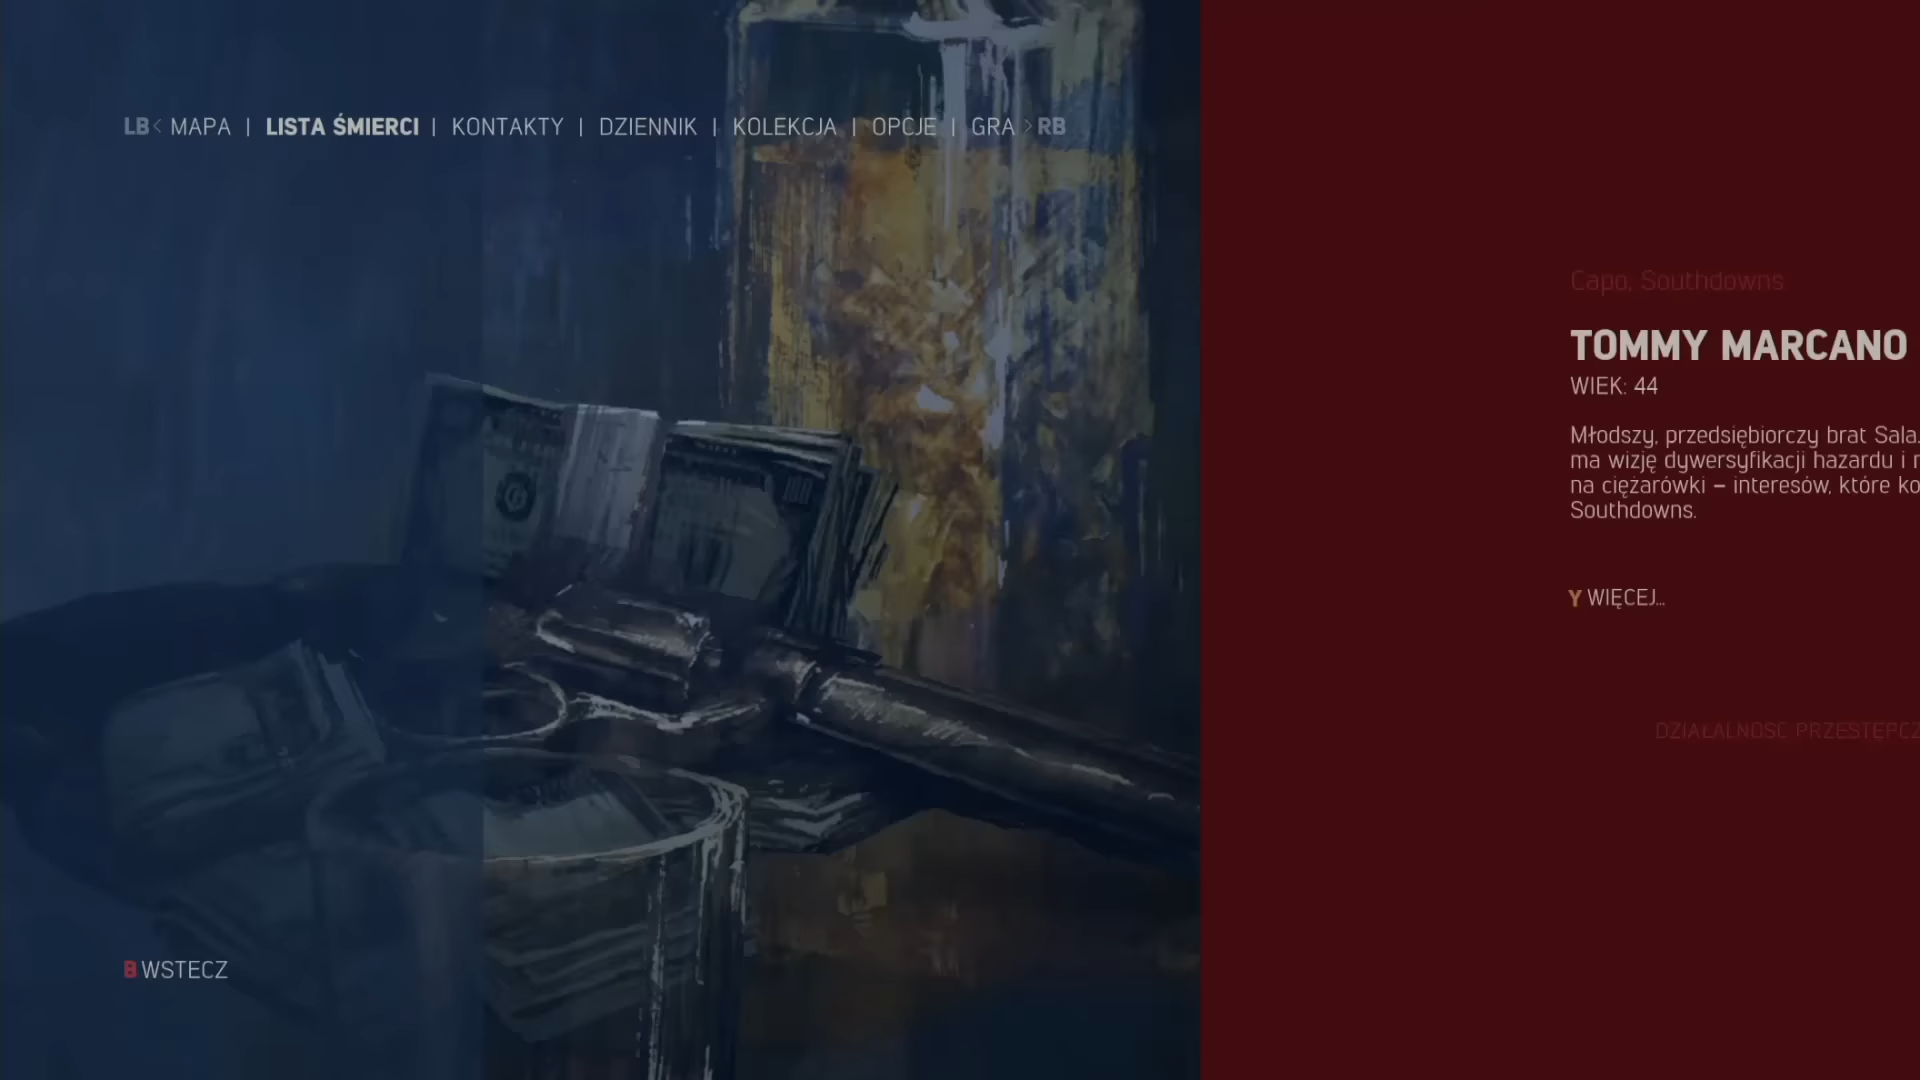 LB < MAPA | LISTA ŚMIERCI | KONTAKTY | DZIENNIK | KOLEKCJA | OPCJE | GRA > RB
Capo, Southdowns
TOMMY MARCANO
WIEK: 44
Młodszy, przedsiębiorczy brat Sala.
ma wizję dywersyfikacji hazardu i
na ciężarówki – interesów, które
Southdowns.
Y WIĘCEJ...
DZIAŁALNOŚĆ
B WSTECZ